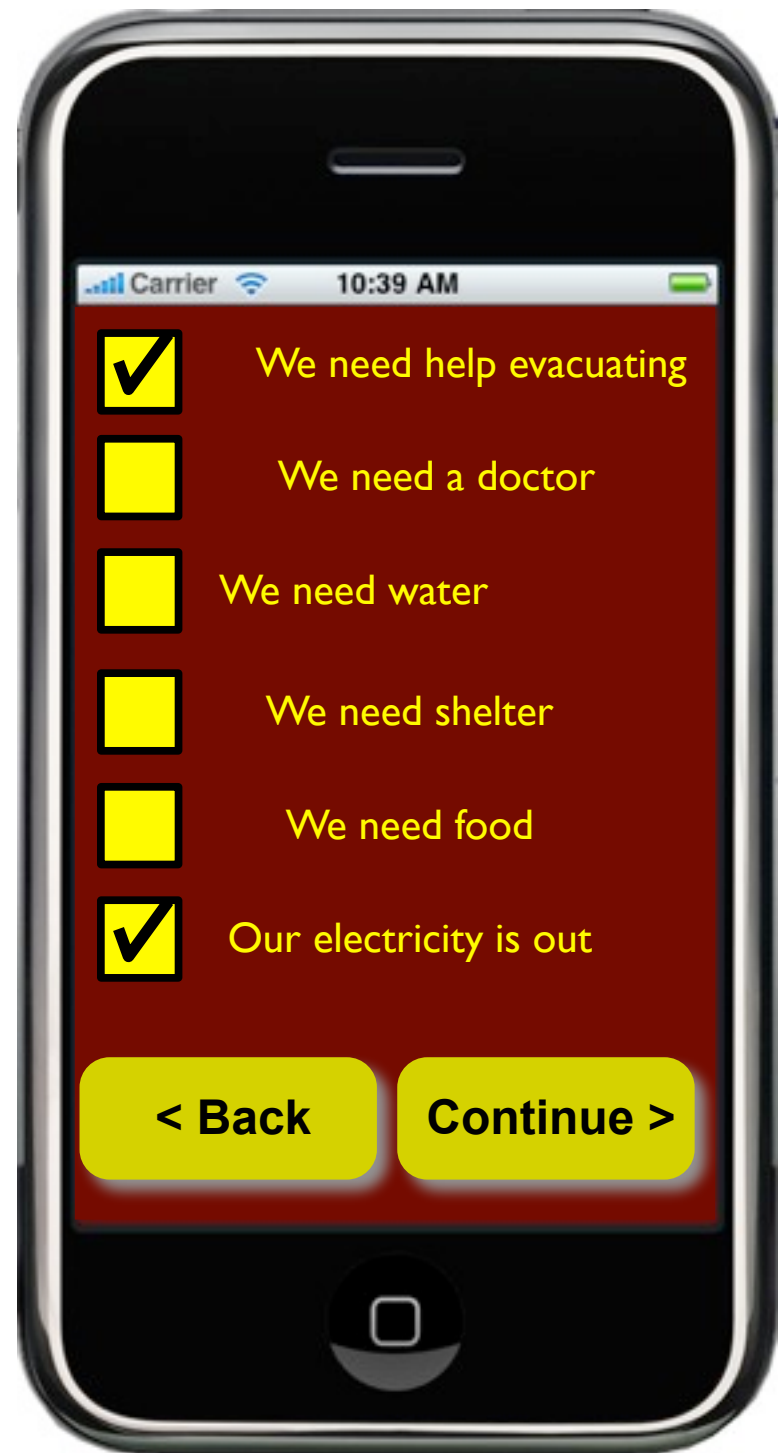 Carrier 10:39 AM
We need help evacuating
We need a doctor
We need water
We need shelter
We need food
Our electricity is out
< Back Continue >